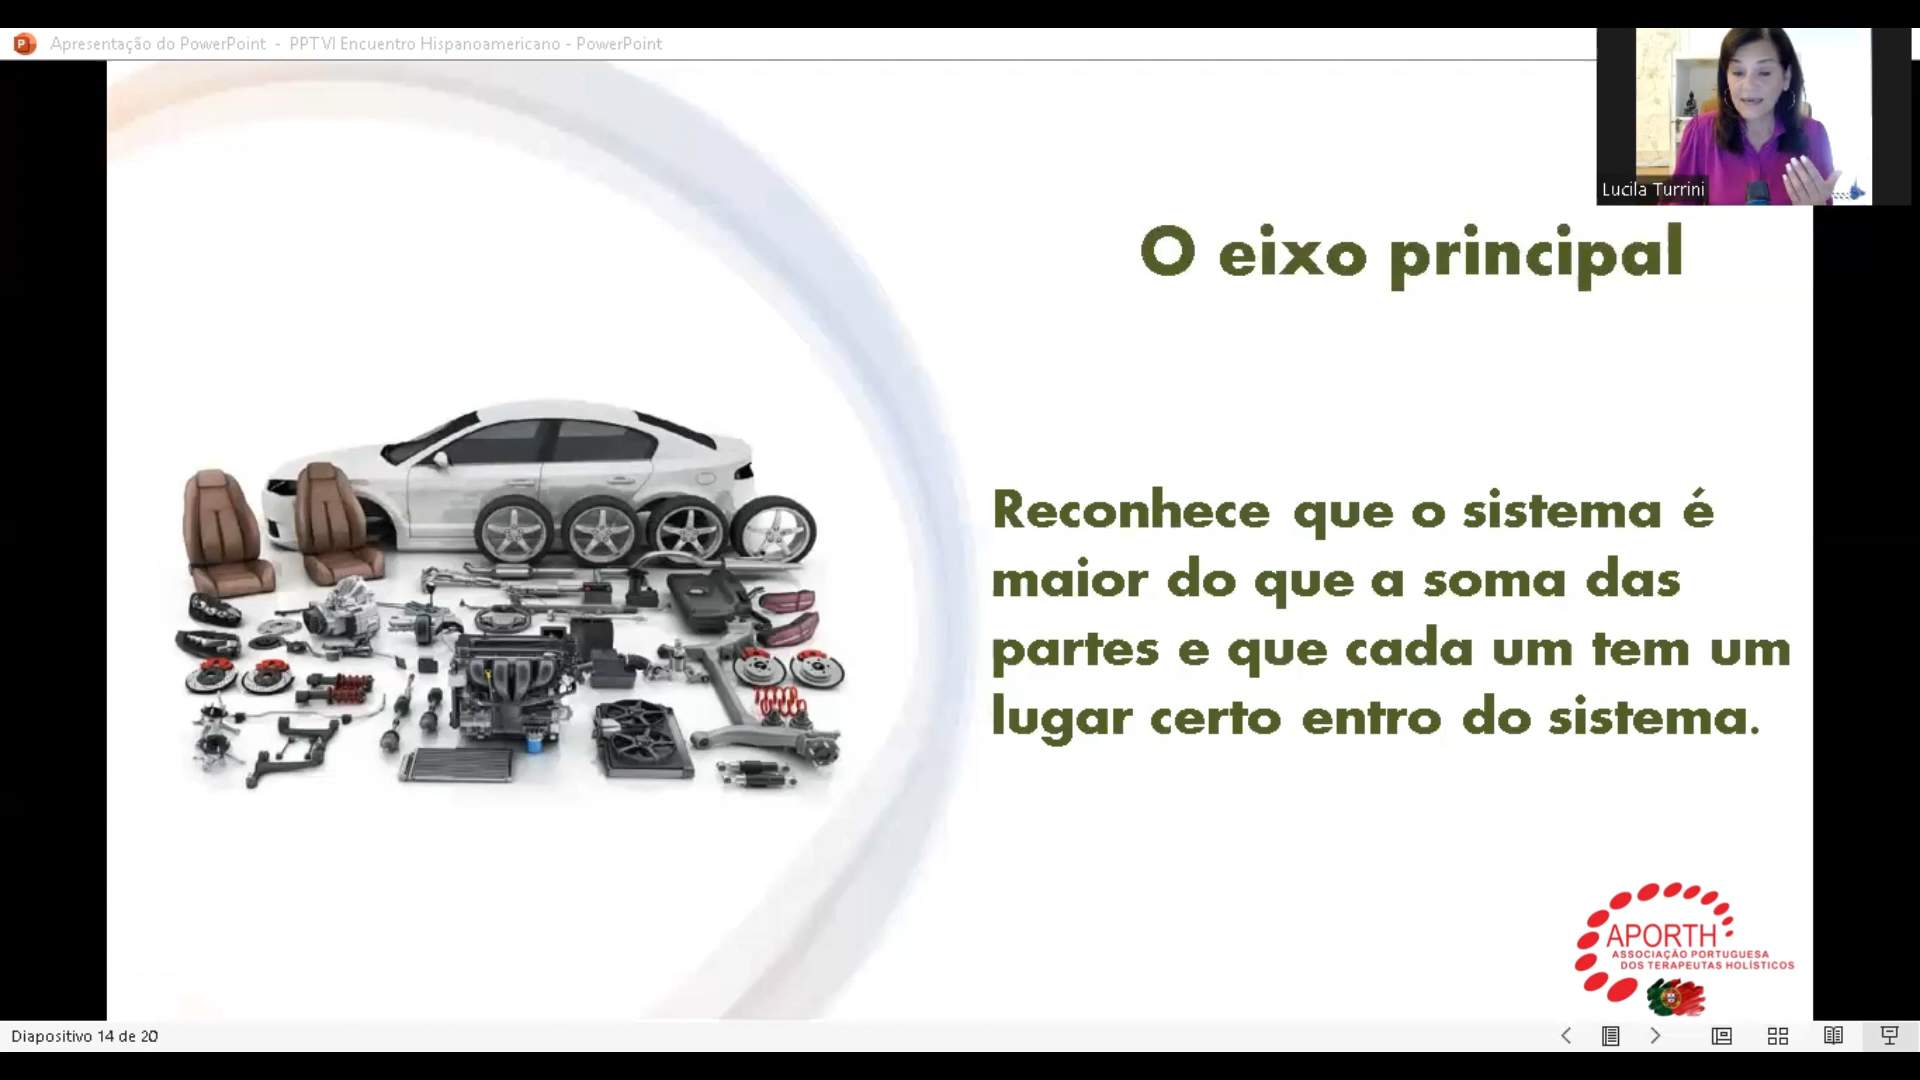 Apresentação do PowerPoint - PPT VI Encuentro Hispanoamericano - PowerPoint
Lucila Turrini
O eixo principal
Reconhece que o sistema é
maior do que a soma das
partes e que cada um tem um
lugar certo entro do sistema.
APORTH
ASSOCIAÇÃO PORTUGUESA
DOS TERAPEUTAS HOLÍSTICOS
Diapositivo 14 de 20